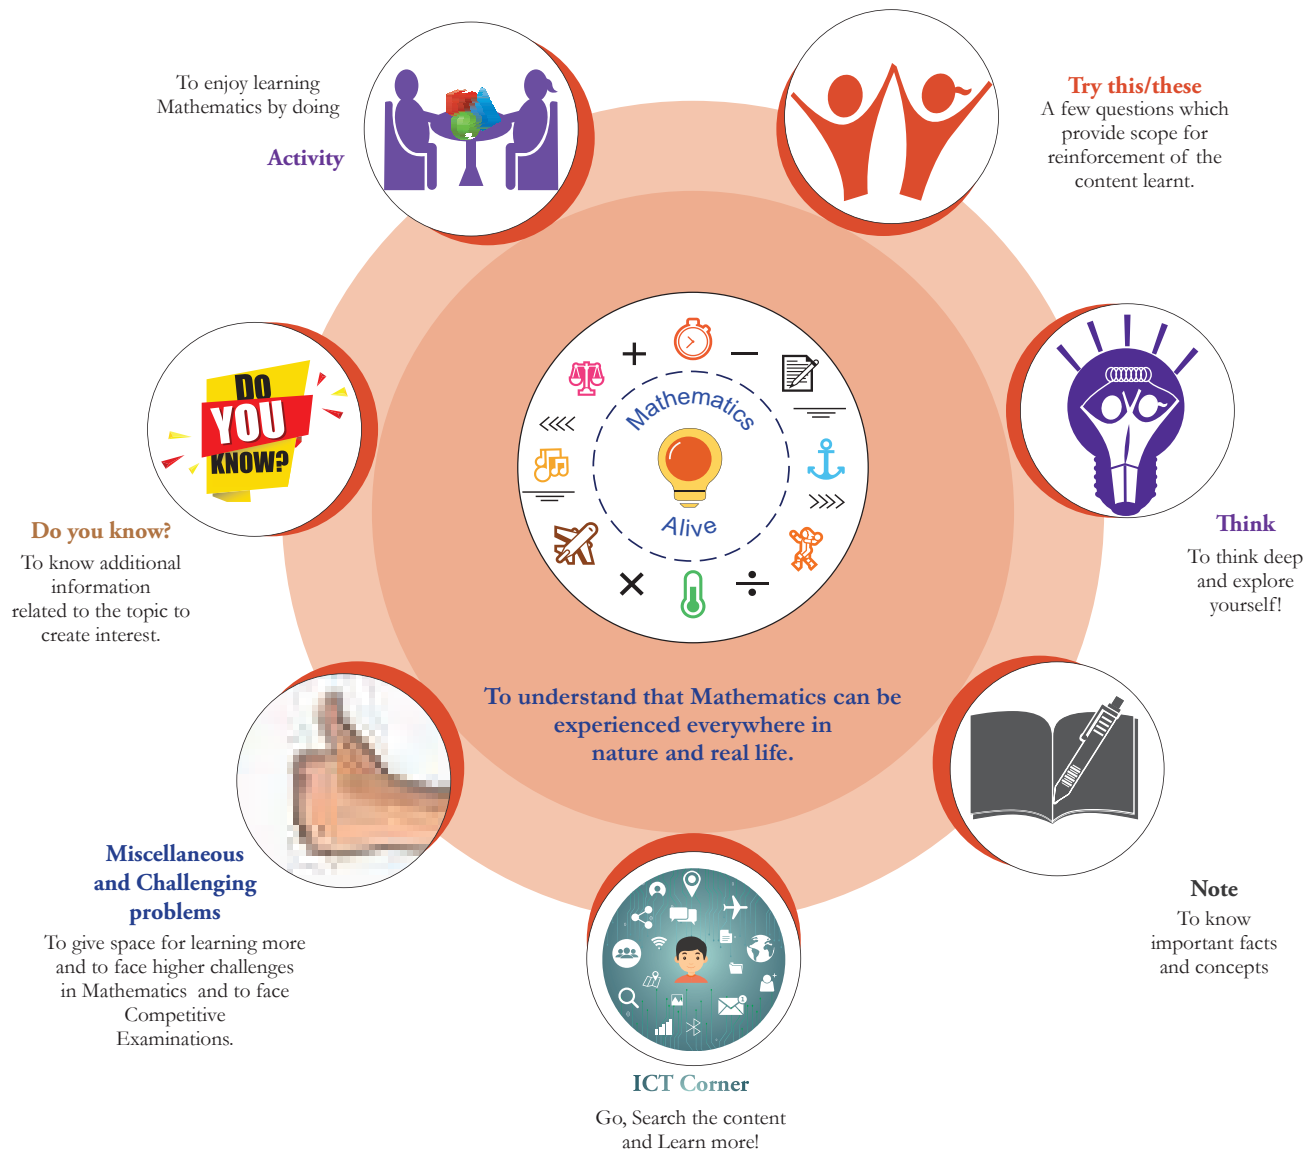 To enjoy learning
Mathematics by doing
Activity
Try this/these
A few questions which
provide scope for
reinforcement of the
content learnt.
DO
YOU
KNOW?
Do you know?
To know additional
information
related to the topic to
create interest.
Mathematics
Alive
Think
To think deep
and explore
yourself!
To understand that Mathematics can be
experienced everywhere in
nature and real life.
Miscellaneous
and Challenging
problems
To give space for learning more
and to face higher challenges
in Mathematics and to face
Competitive
Examinations.
Note
To know
important facts
and concepts
ICT Corner
Go, Search the content
and Learn more!